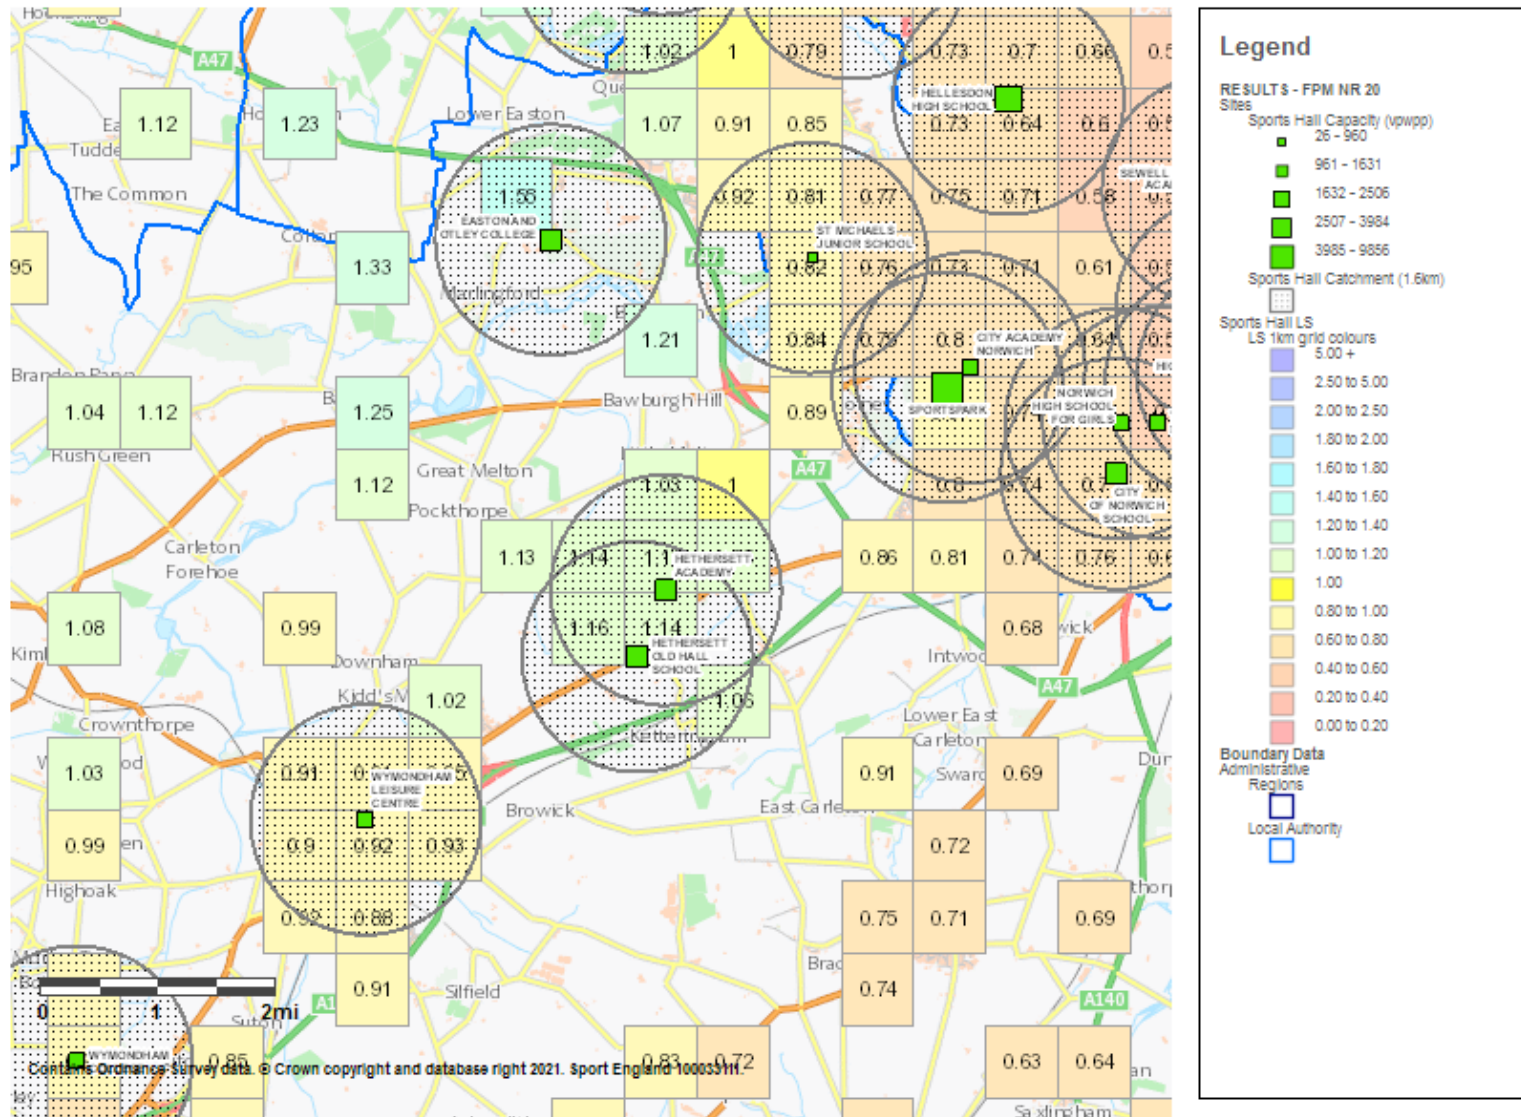 A47
1.02
1
0.79
0.73
0.7
0.66
Lower Easton
HELLESDON
HIGH SCHOOL
1.12
1.23
1.07
0.91
0.85
0.73
0.64
0.6
The Common
1.55
0.92
0.81
0.77
0.75
0.71
0.58
SEWELL
EASTON AND
OTLEY COLLEGE
ST MICHAELS
JUNIOR SCHOOL
95
Colton
1.33
A47
0.82
0.76
0.73
0.71
0.61
Marlingford
1.21
0.84
0.8
CITY ACADEMY
NORWICH
1.04
1.12
1.25
Bawburgh Hill
0.89
SPORTSPARK
NORWICH
HIGH SCHOOL
FOR GIRLS
Rush Green
1.12
Great Melton
1.03
1
A47
0.8
0.74
CITY
OF NORWICH
SCHOOL
Pockthorpe
Carleton
Forehoe
1.13
1.14
HETHERSETT
ACADEMY
0.86
0.81
0.74
0.76
1.08
0.99
1.16
1.14
0.68
Downham
HETHERSETT
OLD HALL
SCHOOL
A47
Crownthorpe
1.02
1.06
Lower East
Carleton
Ketteringham
1.03
0.91
WYMONDHAM
LEISURE
CENTRE
0.91
0.69
Browick
East Carleton
0.99
0.9
0.92
0.93
0.72
Highoak
0.92
0.88
0.75
0.71
0.69
0.91
Silfield
0.74
A140
0 1 2mi
Suton
WYMONDHAM
0.85
0.83
0.72
0.63
0.64
Contains Ordnance Survey data. © Crown copyright and database right 2021. Sport England 100033111.
Saxlingham
Legend
RESULTS - FPM NR 20
Sites
Sports Hall Capacity (vpwpp)
26 - 960
961 - 1631
1632 - 2506
2507 - 3984
3985 - 9856
Sports Hall Catchment (1.6km)
Sports Hall LS
LS 1km grid colours
5.00 +
2.50 to 5.00
2.00 to 2.50
1.80 to 2.00
1.60 to 1.80
1.40 to 1.60
1.20 to 1.40
1.00 to 1.20
1.00
0.80 to 1.00
0.60 to 0.80
0.40 to 0.60
0.20 to 0.40
0.00 to 0.20
Boundary Data
Administrative
Regions
Local Authority